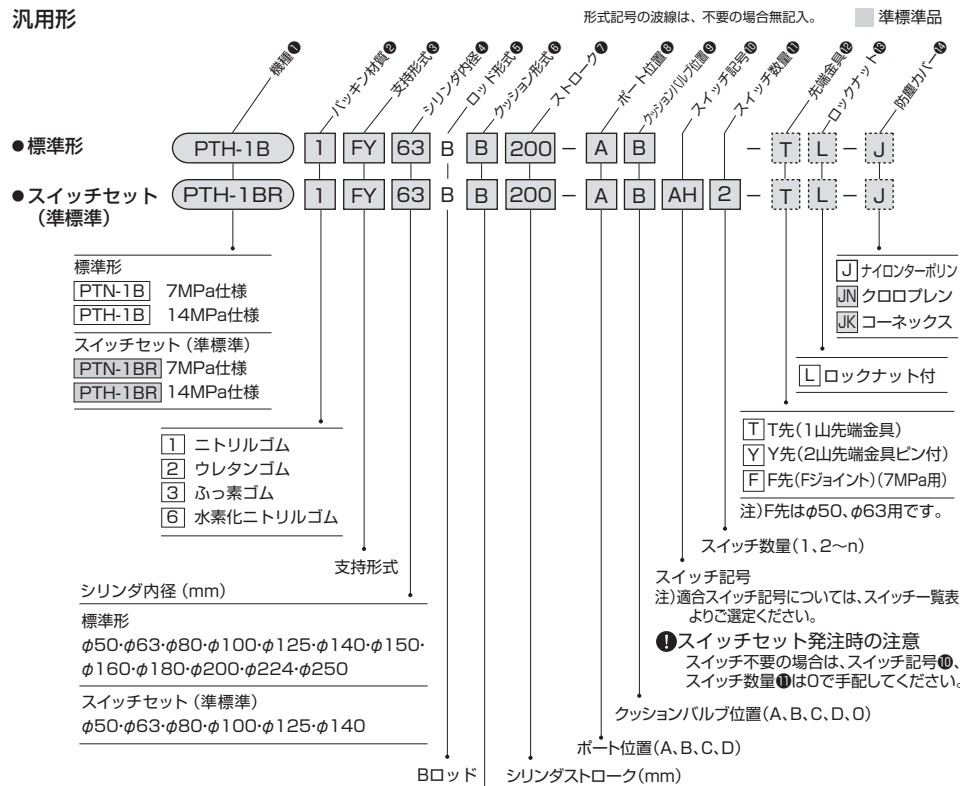 汎用形
形式記号の波線は、不要の場合無記入。
準標準品
機種❶
パッキン材質❷
支持形式❸
シリンダ内径❹
ロッド形式❺
クッション形式❻
ストローク❼
ポート位置❽
クッションバルブ位置❾
スイッチ記号❿
スイッチ数量⓫
先端金具⓬
ロックナット⓭
防塵カバー⓮
●標準形 PTH-1B 1 FY 63 B B 200 － A B － T L － J
●スイッチセット PTH-1BR 1 FY 63 B B 200 － A B AH 2 － T L － J
（準標準）
標準形
PTN-1B 7MPa仕様
PTH-1B 14MPa仕様
スイッチセット（準標準）
PTN-1BR 7MPa仕様
PTH-1BR 14MPa仕様
J ナイロンターポリン
JN クロロプレン
JK コーネックス
L ロックナット付
1 ニトリルゴム
2 ウレタンゴム
3 ふっ素ゴム
6 水素化ニトリルゴム
T T先（1山先端金具）
Y Y先（2山先端金具ピン付）
F F先（Fジョイント）（7MPa用）
注）F先はφ50、φ63用です。
スイッチ数量（1、2〜n）
支持形式
スイッチ記号
注）適合スイッチ記号については、スイッチ一覧表
よりご選定ください。
シリンダ内径（mm）
標準形
φ50･φ63･φ80･φ100･φ125･φ140･φ150･
φ160･φ180･φ200･φ224･φ250
スイッチセット（準標準）
φ50･φ63･φ80･φ100･φ125･φ140
!スイッチセット発注時の注意
スイッチ不要の場合は、スイッチ記号❿、
スイッチ数量⓫は0で手配してください。
クッションバルブ位置（A、B、C、D、0）
ポート位置（A、B、C、D）
Bロッド
シリンダストローク（mm）